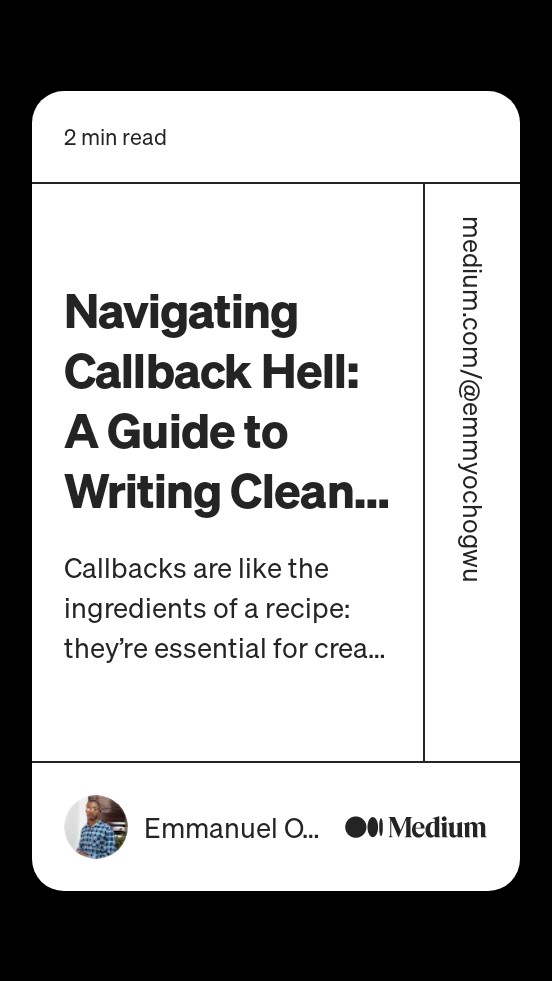 2 min read
Navigating
Callback Hell:
A Guide to
Writing Clean...
Callbacks are like the
ingredients of a recipe:
they’re essential for crea...
medium.com/@emmyochogwu
Emmanuel O...
Medium